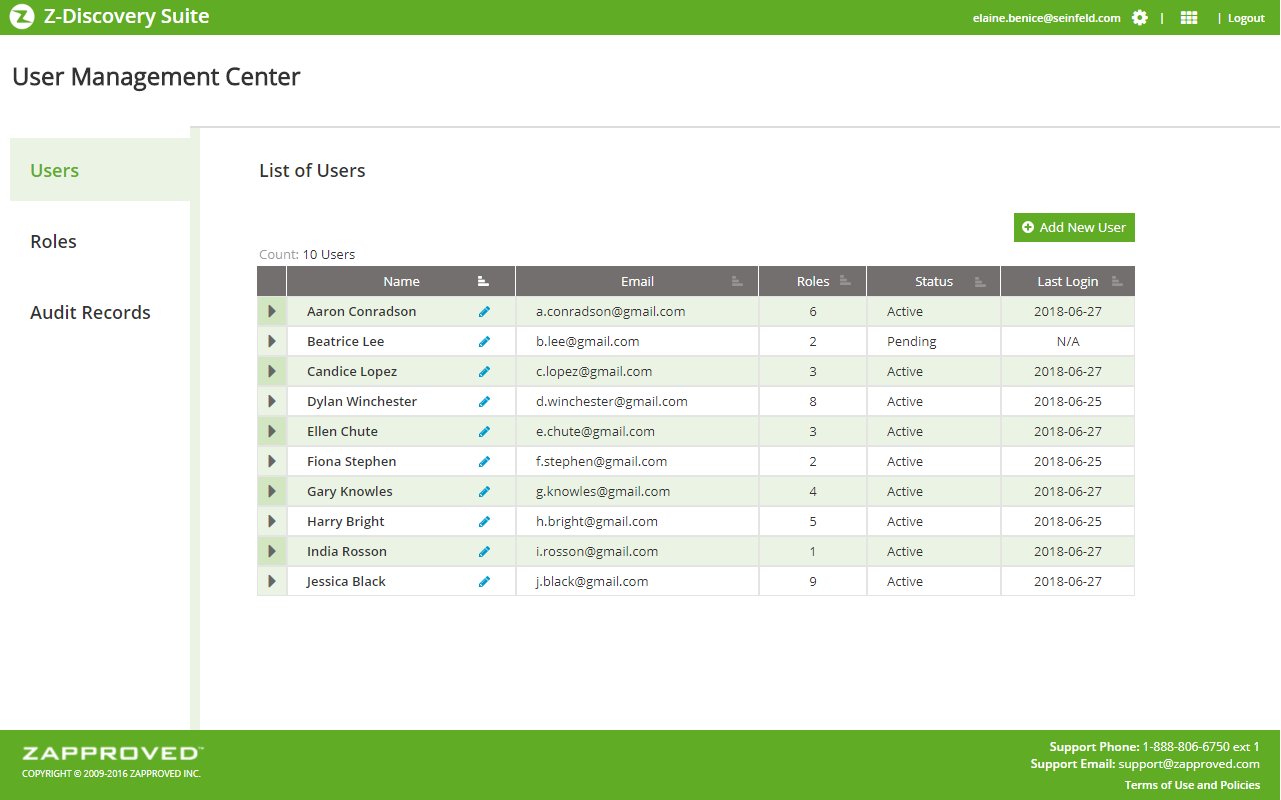 Z-Discovery Suite
elaine.benice@seinfeld.com | | Logout
User Management Center
Users
Roles
Audit Records
List of Users
Add New User
Count: 10 Users
Name Email Roles Status Last Login
Aaron Conradson a.conradson@gmail.com 6 Active 2018-06-27
Beatrice Lee b.lee@gmail.com 2 Pending N/A
Candice Lopez c.lopez@gmail.com 3 Active 2018-06-27
Dylan Winchester d.winchester@gmail.com 8 Active 2018-06-25
Ellen Chute e.chute@gmail.com 3 Active 2018-06-27
Fiona Stephen f.stephen@gmail.com 2 Active 2018-06-25
Gary Knowles g.knowles@gmail.com 4 Active 2018-06-27
Harry Bright h.bright@gmail.com 5 Active 2018-06-25
India Rosson i.rosson@gmail.com 1 Active 2018-06-27
Jessica Black j.black@gmail.com 9 Active 2018-06-27
ZAPPROVED™
COPYRIGHT © 2009-2016 ZAPPROVED INC.
Support Phone: 1-888-806-6750 ext 1
Support Email: support@zapproved.com
Terms of Use and Policies